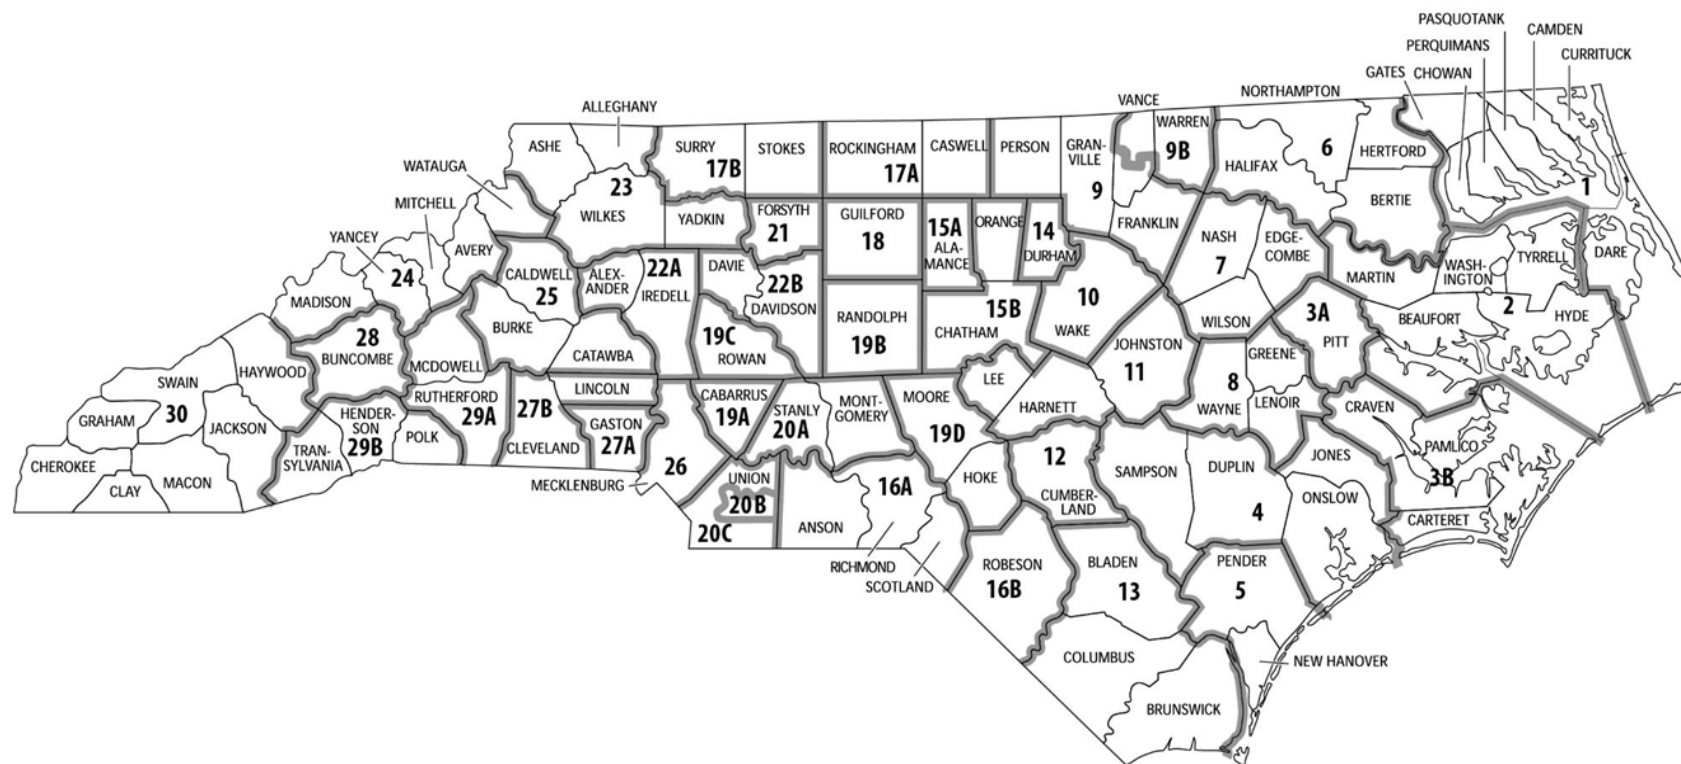 PASQUOTANK
CAMDEN
PERQUIMANS
CURRITUCK
GATES
CHOWAN
NORTHAMPTON
VANCE
ALLEGHANY
WARREN
ASHE
SURRY
17B
STOKES
ROCKINGHAM
17A
CASWELL
PERSON
GRAN-
VILLE
9
9B
HALIFAX
6
HERTFORD
1
WATAUGA
23
WILKES
YADKIN
FORSYTH
21
GUILFORD
18
15A
ALA-
MANCE
ORANGE
14
DURHAM
FRANKLIN
NASH
7
EDGE-
COMBE
BERTIE
MITCHELL
YANCEY
24
AVERY
MADISON
CALDWELL
25
ALEX-
ANDER
22A
IREDELL
DAVIE
22B
DAVIDSON
MARTIN
WASH-
INGTON
TYRRELL
DARE
28
BUNCOMBE
BURKE
MCDOWELL
CATAWBA
19C
ROWAN
RANDOLPH
19B
15B
CHATHAM
10
WAKE
JOHNSTON
11
WILSON
3A
PITT
BEAUFORT
2
HYDE
SWAIN
30
HAYWOOD
GRAHAM
JACKSON
CHEROKEE
CLAY
MACON
TRAN-
SYLVANIA
HENDER-
SON
29B
POLK
RUTHERFORD
29A
27B
CLEVELAND
LINCOLN
GASTON
27A
CABARRUS
19A
STANLY
20A
MONT-
GOMERY
MOORE
19D
LEE
HARNETT
8
WAYNE
GREENE
LENOIR
CRAVEN
PAMLICO
3B
JONES
26
MECKLENBURG
UNION
20B
20C
ANSON
16A
RICHMOND
SCOTLAND
HOKE
12
CUMBER-
LAND
SAMPSON
DUPLIN
4
ONSLOW
CARTERET
ROBESON
16B
BLADEN
13
PENDER
5
COLUMBUS
NEW HANOVER
BRUNSWICK